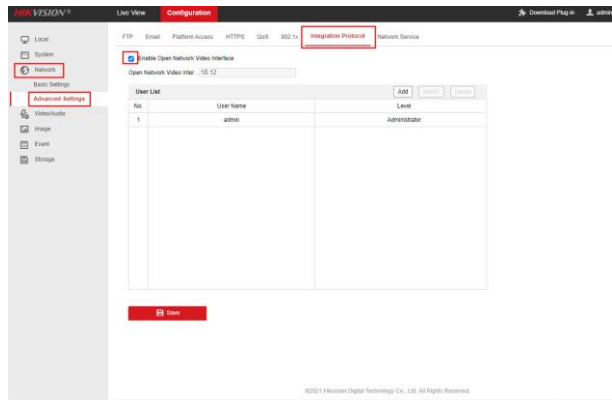 HIKVISION®
Live View Configuration Download Plug-in admin
Local
System
Network
Basic Settings
Advanced Settings
Video/Audio
Image
Event
Storage
FTP Email Platform Access HTTPS QoS 802.1x Integration Protocol Network Service
Enable Open Network Video Interface
Open Network Video Inter... 18.12
User List Add Modify Delete
No. User Name Level
1 admin Administrator
Save
©2021 Hikvision Digital Technology Co., Ltd. All Rights Reserved.